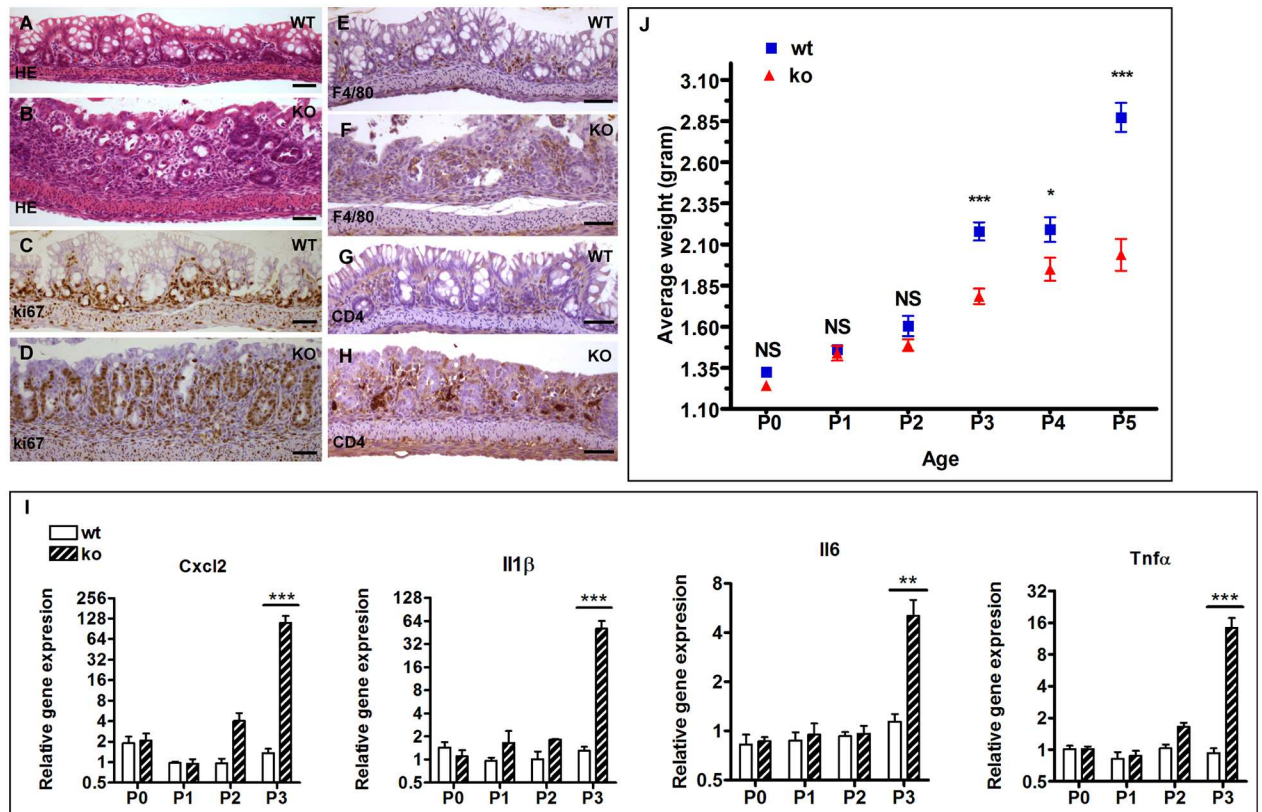 A WT
HE
B KO
HE
C WT
ki67
D KO
ki67
E WT
F4/80
F KO
F4/80
G WT
CD4
H KO
CD4
J
wt
ko
Average weight (gram)
3.10
2.85
2.60
2.35
2.10
1.85
1.60
1.35
1.10
NS NS NS *** * ***
P0 P1 P2 P3 P4 P5
Age
I
wt
ko
Cxcl2
Relative gene expresion
256
128
64
32
16
8
4
2
1
0.5
***
P0 P1 P2 P3
Il1β
Relative gene expresion
128
64
32
16
8
4
2
1
0.5
***
P0 P1 P2 P3
Il6
Relative gene expresion
8
4
2
1
0.5
**
P0 P1 P2 P3
Tnfα
Relative gene expresion
32
16
8
4
2
1
0.5
***
P0 P1 P2 P3